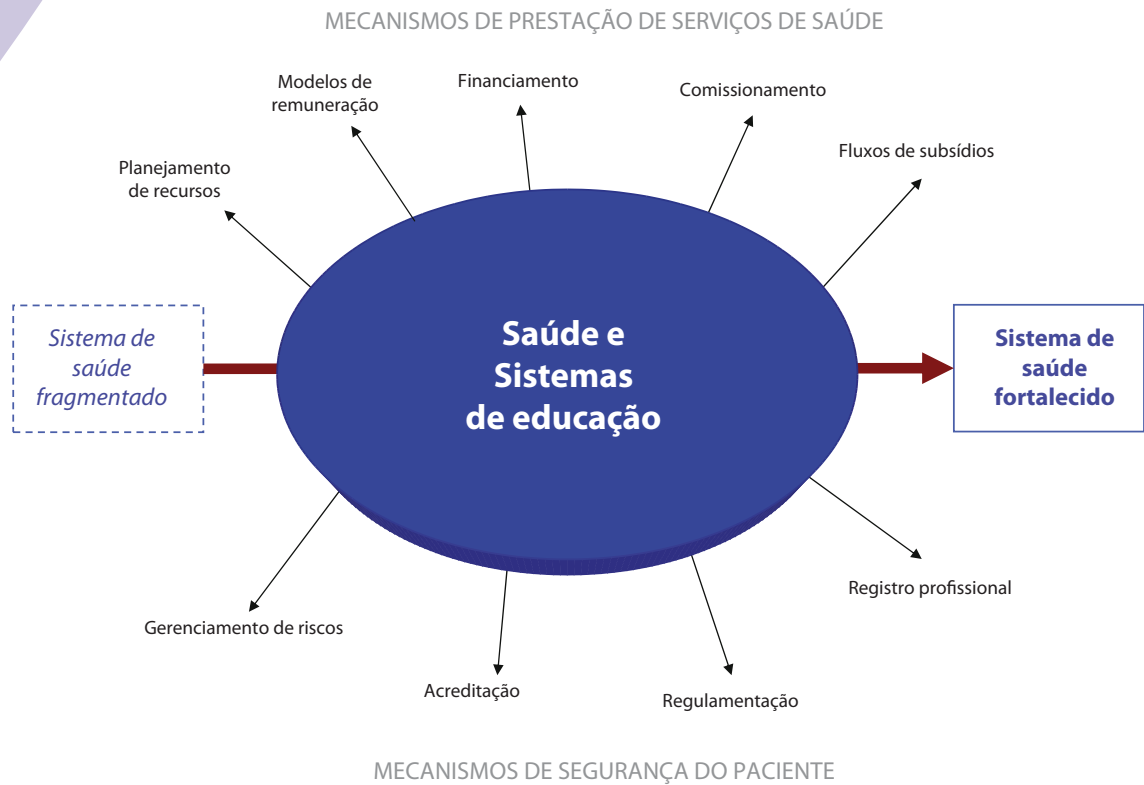 MECANISMOS DE PRESTAÇÃO DE SERVIÇOS DE SAÚDE
Modelos de
remuneração
Financiamento
Comissionamento
Planejamento
de recursos
Fluxos de subsídios
Sistema de
saúde
fragmentado
Saúde e
Sistemas
de educação
Sistema de
saúde
fortalecido
Gerenciamento de riscos
Acreditação
Regulamentação
Registro profissional
MECANISMOS DE SEGURANÇA DO PACIENTE